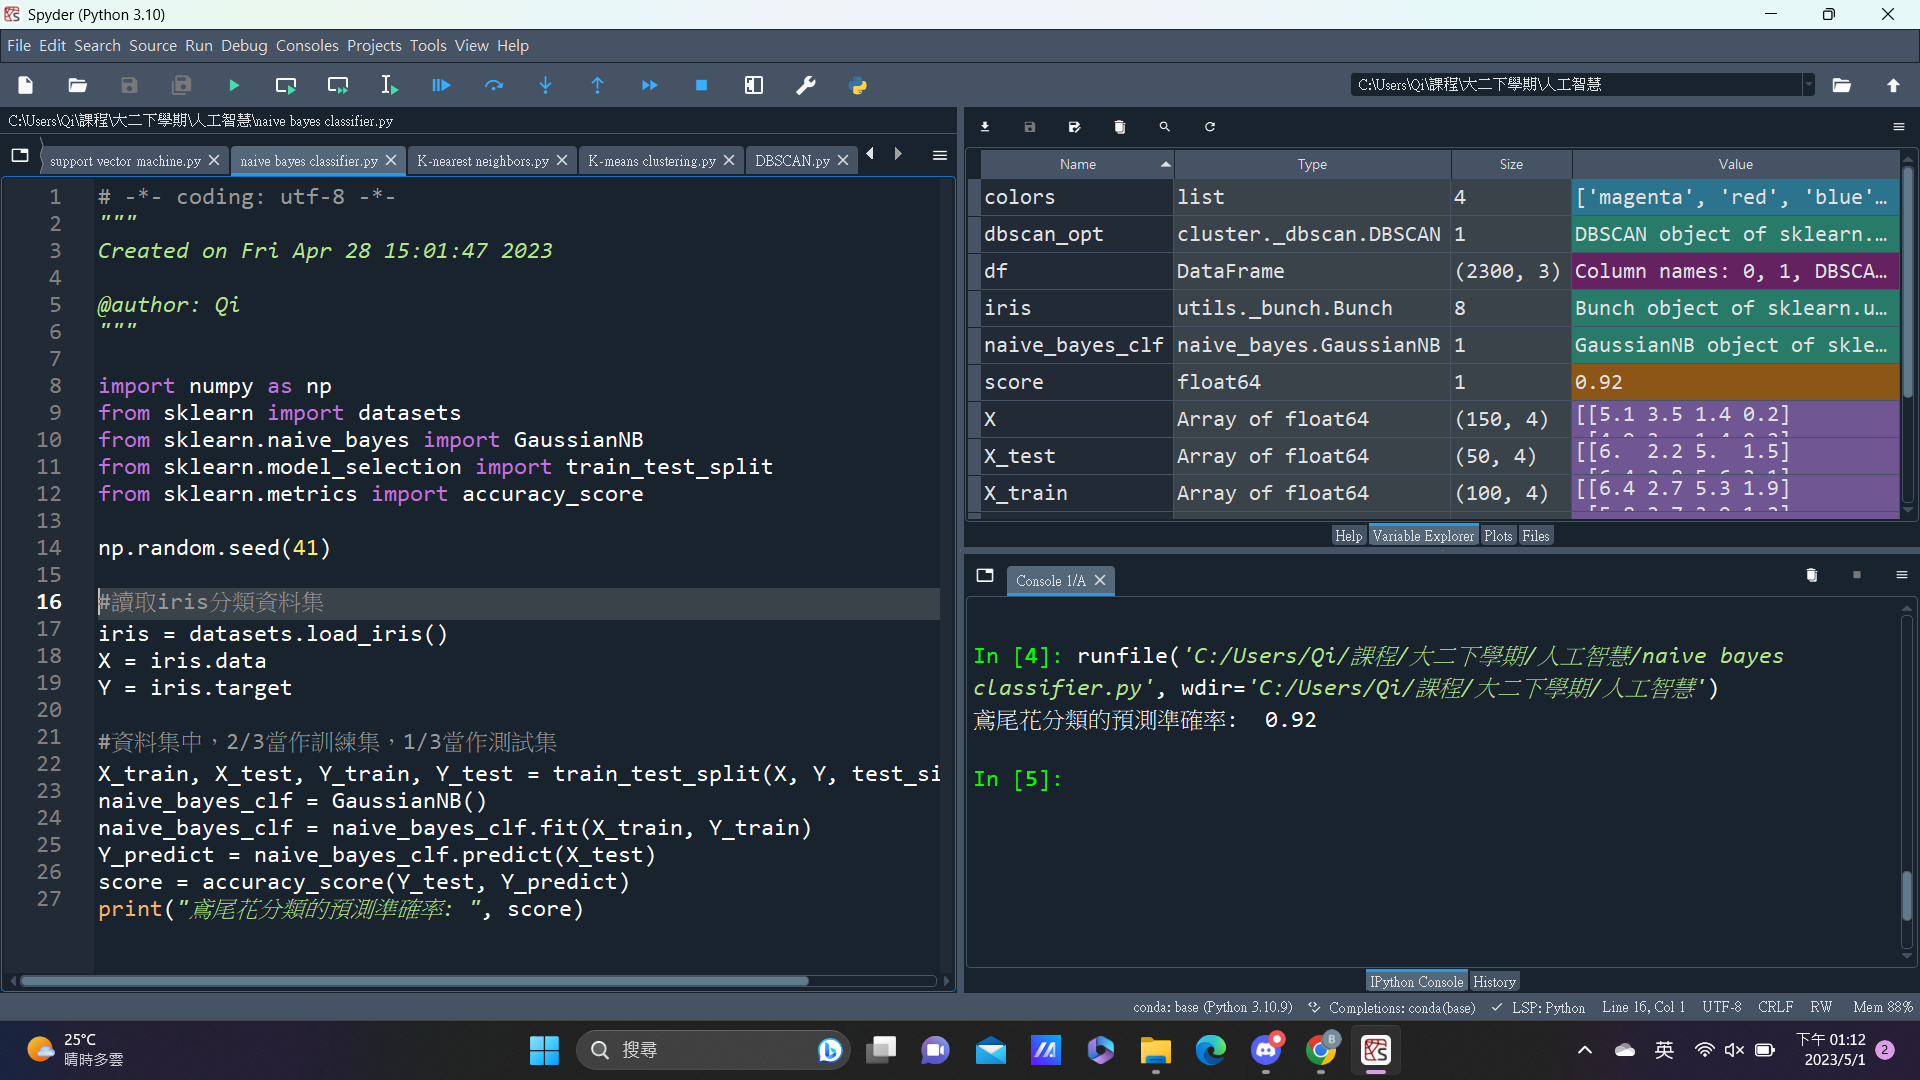 Spyder (Python 3.10)
File Edit Search Source Run Debug Consoles Projects Tools View Help
C:\Users\Qi\課程\大二下學期\人工智慧
C:\Users\Qi\課程\大二下學期\人工智慧\naive bayes classifier.py
support vector machine.py
naive bayes classifier.py
K-nearest neighbors.py
K-means clustering.py
DBSCAN.py
1 # -*- coding: utf-8 -*-
2 """
3 Created on Fri Apr 28 15:01:47 2023
4
5 @author: Qi
6 """
7
8 import numpy as np
9 from sklearn import datasets
10 from sklearn.naive_bayes import GaussianNB
11 from sklearn.model_selection import train_test_split
12 from sklearn.metrics import accuracy_score
13
14 np.random.seed(41)
15
16 #讀取iris分類資料集
17 iris = datasets.load_iris()
18 X = iris.data
19 Y = iris.target
20
21 #資料集中，2/3當作訓練集，1/3當作測試集
22 X_train, X_test, Y_train, Y_test = train_test_split(X, Y, test_si
23 naive_bayes_clf = GaussianNB()
24 naive_bayes_clf = naive_bayes_clf.fit(X_train, Y_train)
25 Y_predict = naive_bayes_clf.predict(X_test)
26 score = accuracy_score(Y_test, Y_predict)
27 print("鳶尾花分類的預測準確率: ", score)
Name Type Size Value
colors list 4 ['magenta', 'red', 'blue'…
dbscan_opt cluster._dbscan.DBSCAN 1 DBSCAN object of sklearn.…
df DataFrame (2300, 3) Column names: 0, 1, DBSCA…
iris utils._bunch.Bunch 8 Bunch object of sklearn.u…
naive_bayes_clf naive_bayes.GaussianNB 1 GaussianNB object of skle…
score float64 1 0.92
X Array of float64 (150, 4) [[5.1 3.5 1.4 0.2]
X_test Array of float64 (50, 4) [[6. 2.2 5. 1.5]
X_train Array of float64 (100, 4) [[6.4 2.7 5.3 1.9]
Help Variable Explorer Plots Files
Console 1/A
In [4]: runfile('C:/Users/Qi/課程/大二下學期/人工智慧/naive bayes
classifier.py', wdir='C:/Users/Qi/課程/大二下學期/人工智慧')
鳶尾花分類的預測準確率:  0.92
In [5]:
IPython Console History
conda: base (Python 3.10.9) Completions: conda(base) LSP: Python Line 16, Col 1 UTF-8 CRLF RW Mem 88%
25°C
晴時多雲
搜尋
英
下午 01:12
2023/5/1
2